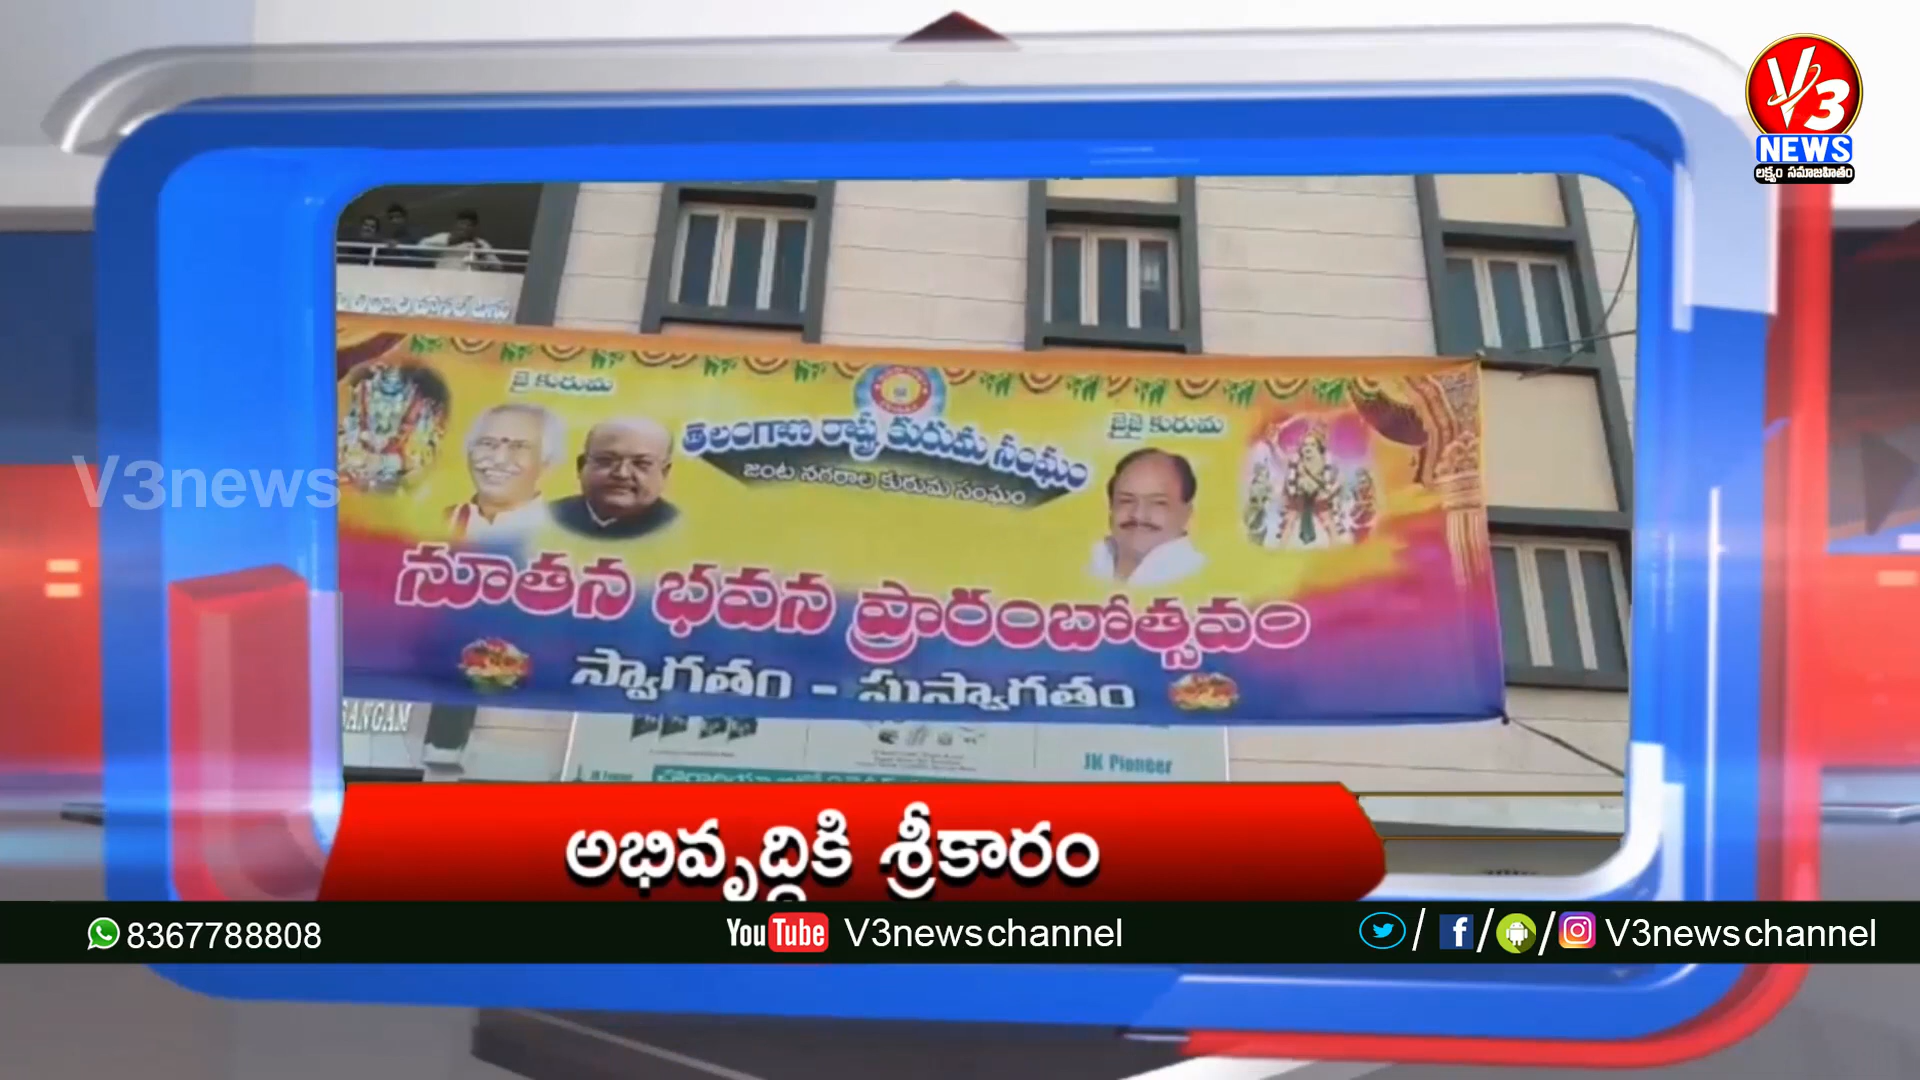 V3
NEWS
లక్ష్యం సమాజహితం
జై కురుమ
తెలంగాణ రాష్ట్ర కురుమ సంఘం
జంట నగరాల కురుమ సంఘం
జైజై కురుమ
V3news
నూతన భవన ప్రారంబోత్సవం
స్వాగతం - సుస్వాగతం
JK Pioneer
అభివృద్దికి శ్రీకారం
8367788808
YouTube V3newschannel
/ / / V3newschannel